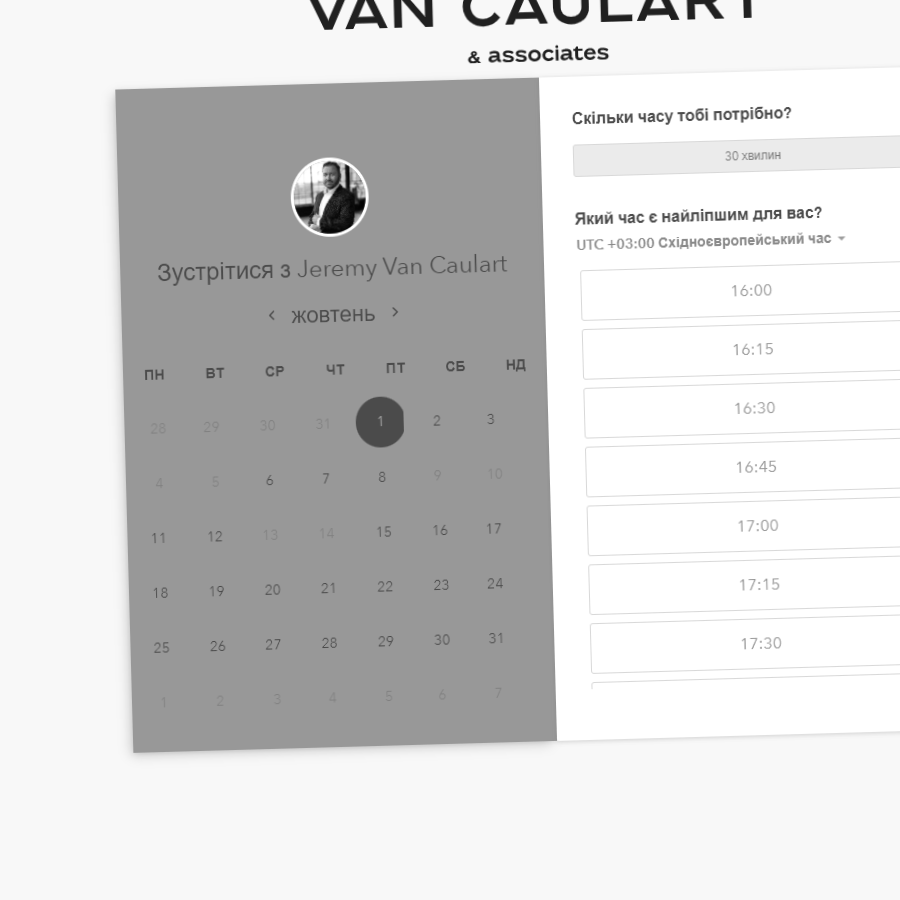 VAN CAULART
& associates
Зустрітися з Jeremy Van Caulart
жовтень
ПН ВТ СР ЧТ ПТ СБ НД
28 29 30 31 1 2 3
4 5 6 7 8 9 10
11 12 13 14 15 16 17
18 19 20 21 22 23 24
25 26 27 28 29 30 31
1 2 3 4 5 6 7
Скільки часу тобі потрібно?
30 хвилин
Який час є найліпшим для вас?
UTC +03:00 Східноєвропейський час
16:00
16:15
16:30
16:45
17:00
17:15
17:30